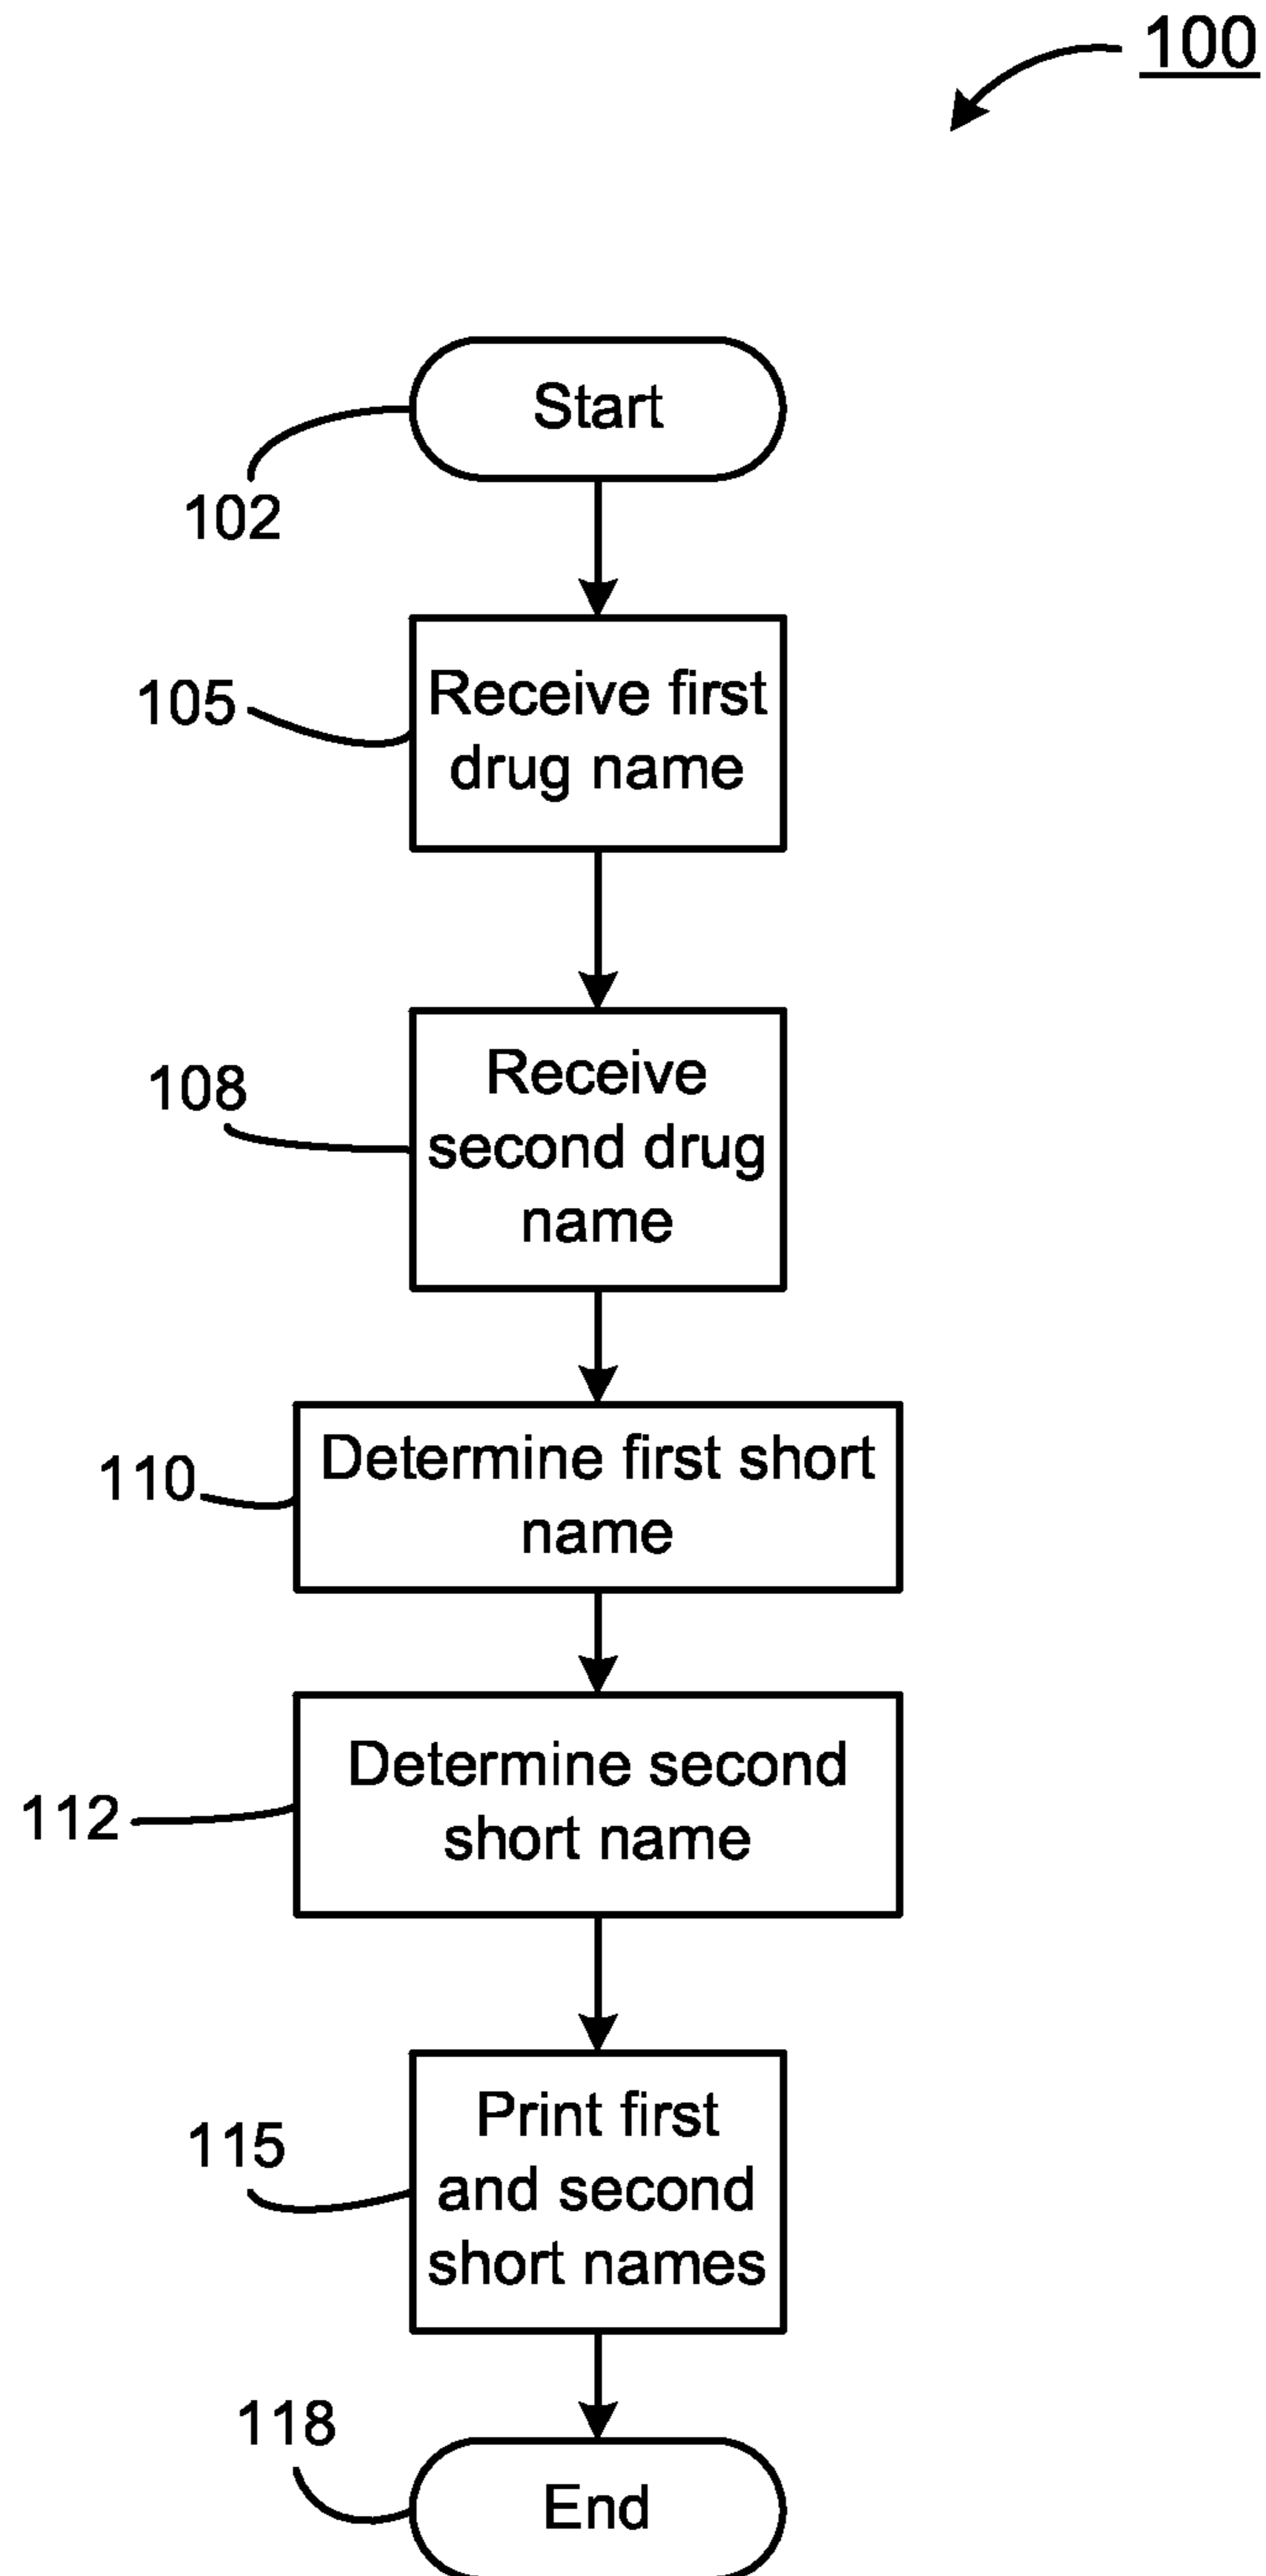 100
Start
102
Receive first
drug name
105
Receive
second drug
name
108
Determine first short
name
110
Determine second
short name
112
Print first
and second
short names
115
118
End